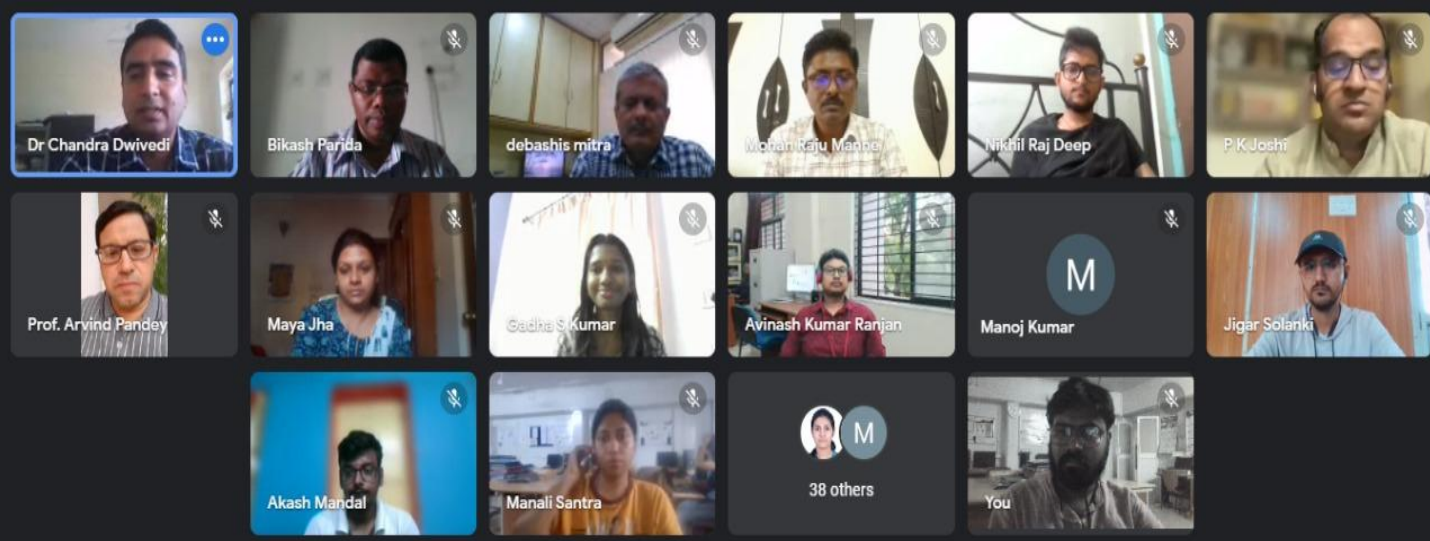 Dr Chandra Dwivedi
Bikash Parida
debashis mitra
Mohan Raju Manne
Nikhil Raj Deep
P K Joshi
Prof. Arvind Pandey
Maya Jha
Gadha S Kumar
Avinash Kumar Ranjan
M
Manoj Kumar
Jigar Solanki
Akash Mandal
Manali Santra
M
38 others
You